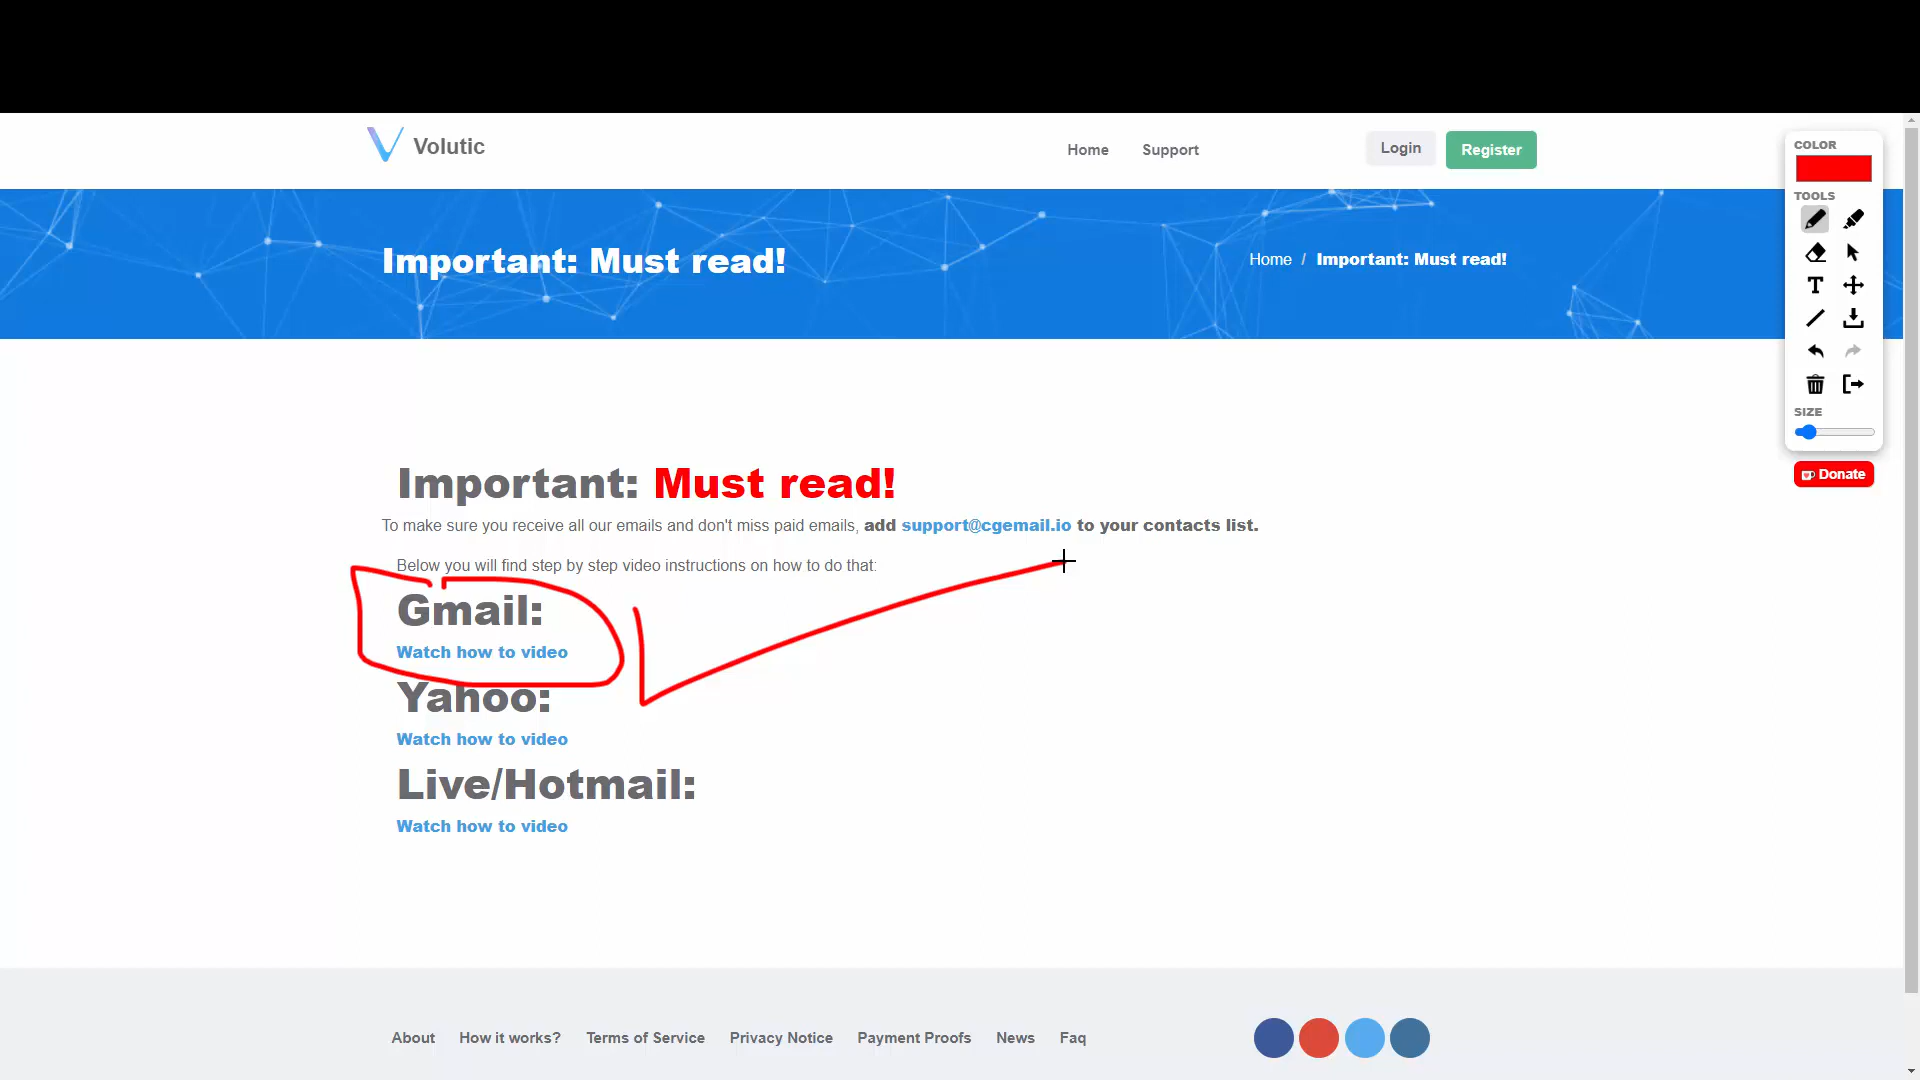 Volutic
Home Support Login Register
COLOR
TOOLS
SIZE
Donate
Important: Must read!
Home / Important: Must read!
Important: Must read!
To make sure you receive all our emails and don't miss paid emails, add support@cgemail.io to your contacts list.
Below you will find step by step video instructions on how to do that:
Gmail:
Watch how to video
Yahoo:
Watch how to video
Live/Hotmail:
Watch how to video
About How it works? Terms of Service Privacy Notice Payment Proofs News Faq